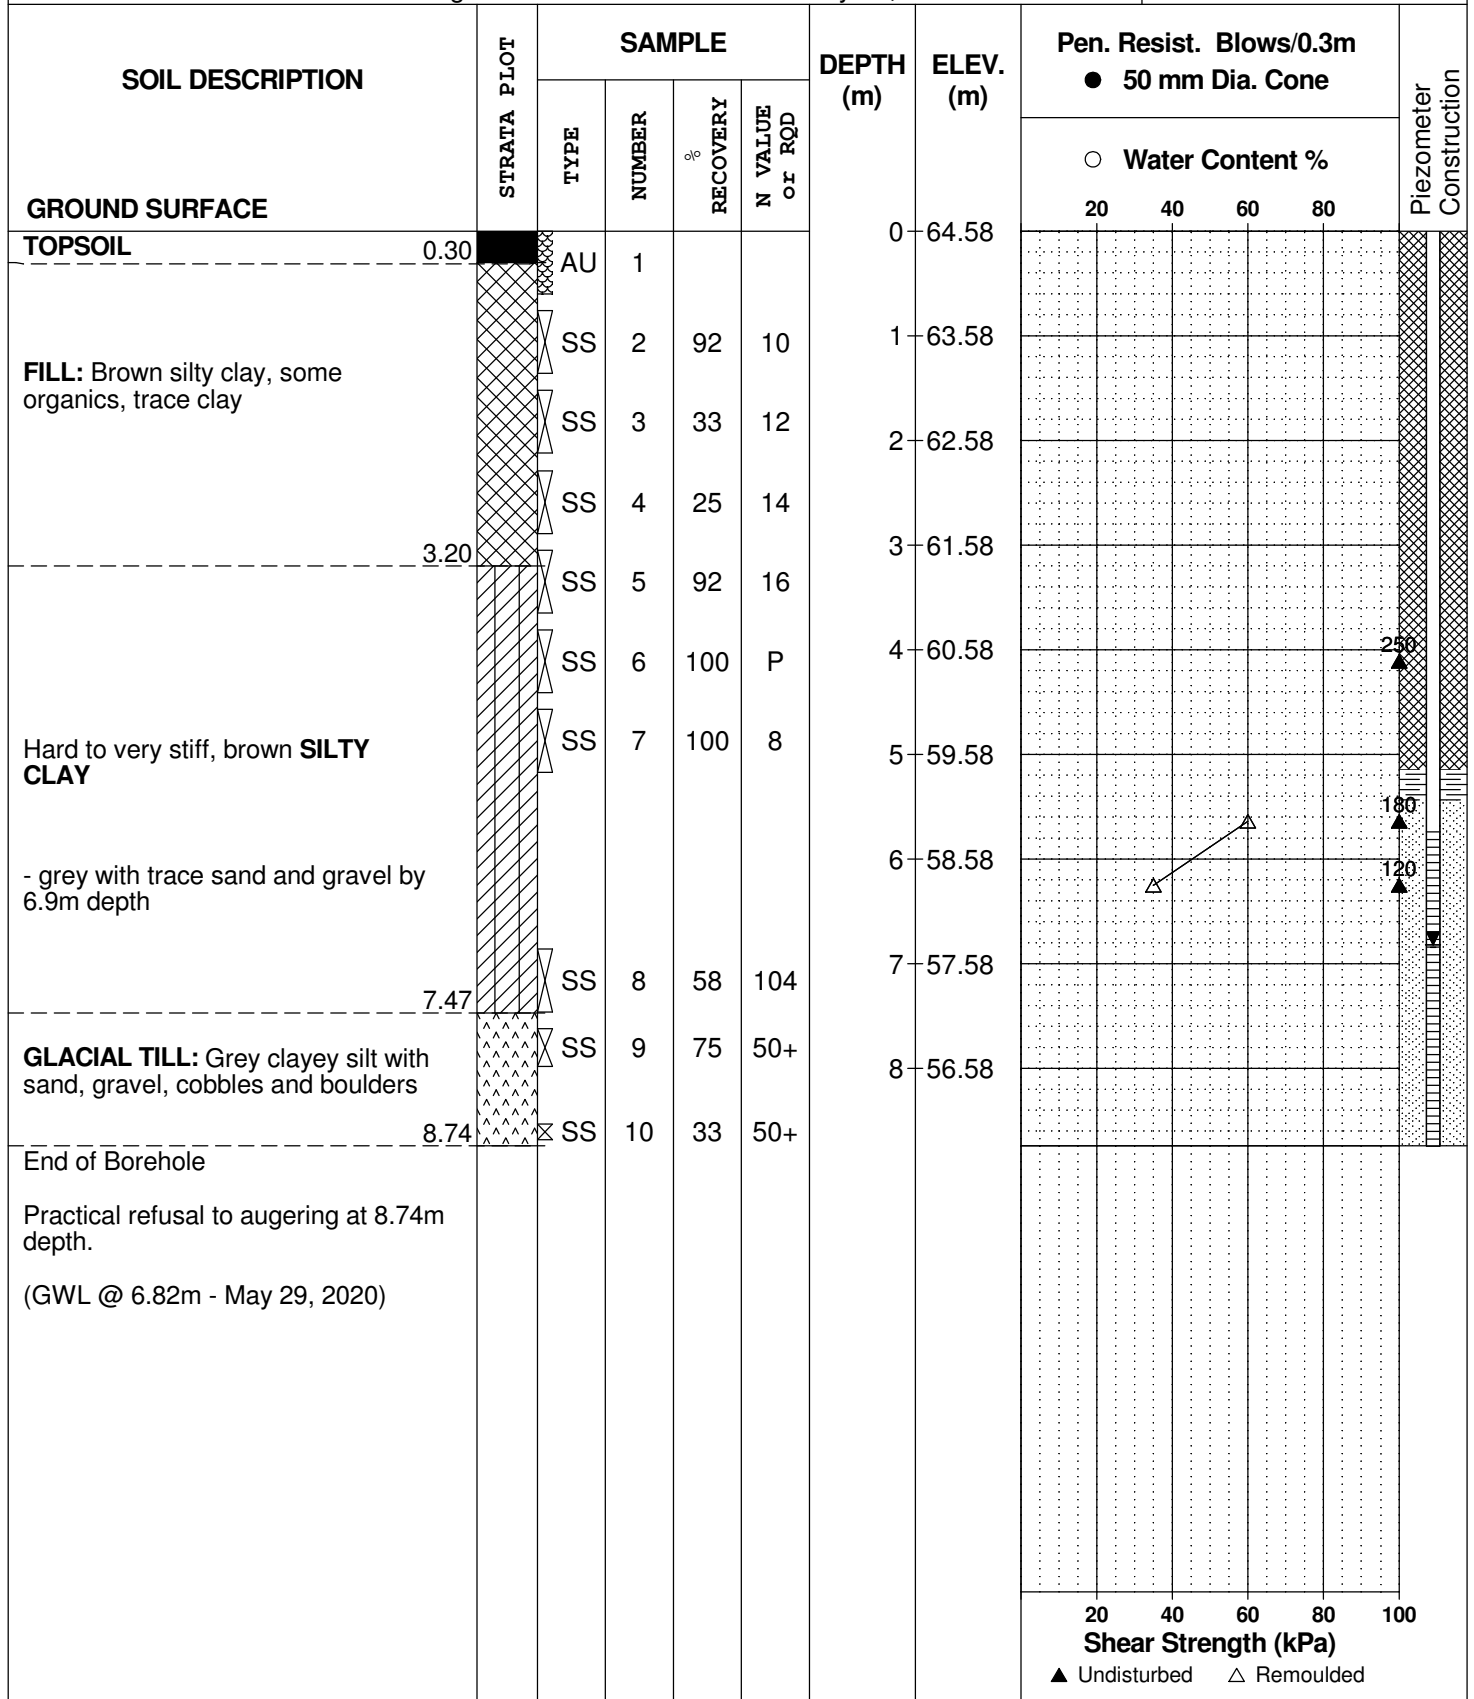 SOIL DESCRIPTION
GROUND SURFACE
STRATA PLOT
SAMPLE
TYPE
NUMBER
%
RECOVERY
N VALUE
or RQD
DEPTH
(m)
ELEV.
(m)
Pen. Resist. Blows/0.3m
● 50 mm Dia. Cone
○ Water Content %
20 40 60 80
Piezometer
Construction
TOPSOIL 0.30
0 64.58
AU 1
SS 2 92 10
1 63.58
FILL: Brown silty clay, some
organics, trace clay
SS 3 33 12
2 62.58
SS 4 25 14
3 61.58
3.20
SS 5 92 16
250
4 60.58
SS 6 100 P
SS 7 100 8
5 59.58
Hard to very stiff, brown SILTY
CLAY
180
6 58.58
120
- grey with trace sand and gravel by
6.9m depth
7 57.58
SS 8 58 104
7.47
GLACIAL TILL: Grey clayey silt with
sand, gravel, cobbles and boulders
SS 9 75 50+
8 56.58
8.74
SS 10 33 50+
End of Borehole
Practical refusal to augering at 8.74m
depth.
(GWL @ 6.82m - May 29, 2020)
20 40 60 80 100
Shear Strength (kPa)
▲ Undisturbed △ Remoulded